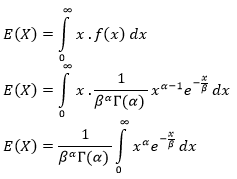 E(X) = ∫₀^∞ x . f(x) dx
E(X) = ∫₀^∞ x . 1/(β^α Γ(α)) x^(α−1) e^(−x/β) dx
E(X) = 1/(β^α Γ(α)) ∫₀^∞ x^α e^(−x/β) dx